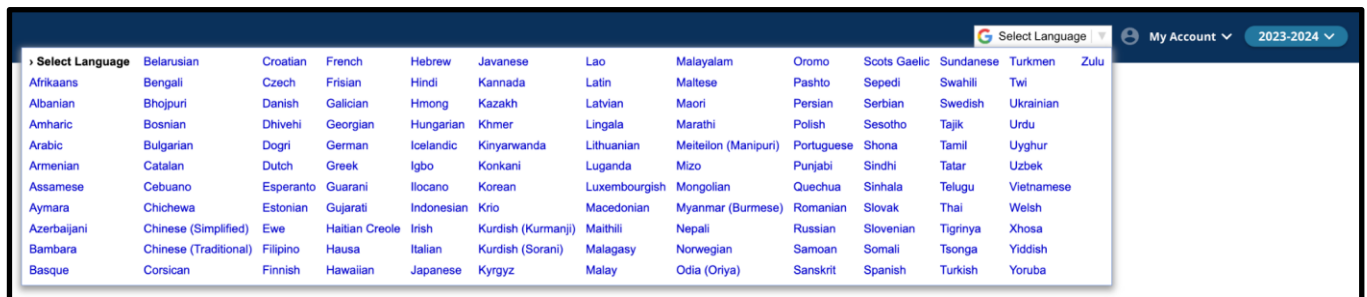 Select Language
My Account
2023-2024
› Select Language Belarusian Croatian French Hebrew Javanese Lao Malayalam Oromo Scots Gaelic Sundanese Turkmen Zulu
Afrikaans Bengali Czech Frisian Hindi Kannada Latin Maltese Pashto Sepedi Swahili Twi
Albanian Bhojpuri Danish Galician Hmong Kazakh Latvian Maori Persian Serbian Swedish Ukrainian
Amharic Bosnian Dhivehi Georgian Hungarian Khmer Lingala Marathi Polish Sesotho Tajik Urdu
Arabic Bulgarian Dogri German Icelandic Kinyarwanda Lithuanian Meiteilon (Manipuri) Portuguese Shona Tamil Uyghur
Armenian Catalan Dutch Greek Igbo Konkani Luganda Mizo Punjabi Sindhi Tatar Uzbek
Assamese Cebuano Esperanto Guarani Ilocano Korean Luxembourgish Mongolian Quechua Sinhala Telugu Vietnamese
Aymara Chichewa Estonian Gujarati Indonesian Krio Macedonian Myanmar (Burmese) Romanian Slovak Thai Welsh
Azerbaijani Chinese (Simplified) Ewe Haitian Creole Irish Kurdish (Kurmanji) Maithili Nepali Russian Slovenian Tigrinya Xhosa
Bambara Chinese (Traditional) Filipino Hausa Italian Kurdish (Sorani) Malagasy Norwegian Samoan Somali Tsonga Yiddish
Basque Corsican Finnish Hawaiian Japanese Kyrgyz Malay Odia (Oriya) Sanskrit Spanish Turkish Yoruba